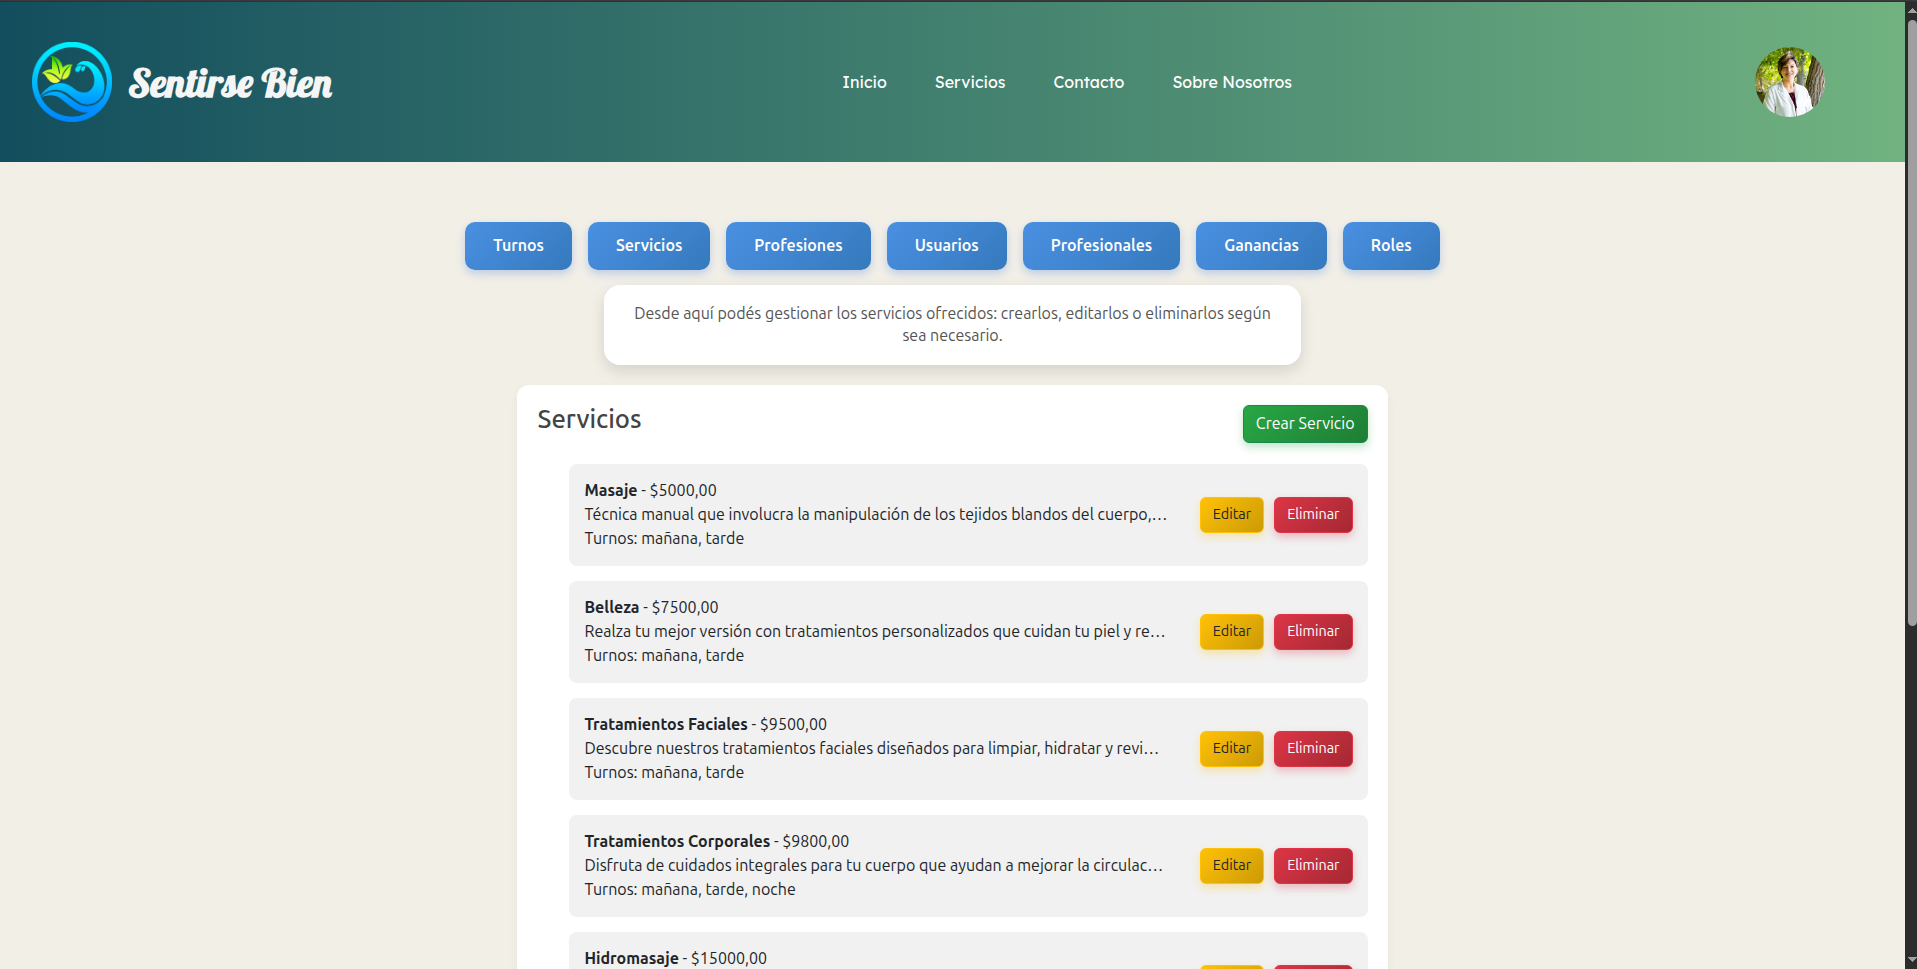 Sentirse Bien
Inicio Servicios Contacto Sobre Nosotros
Turnos Servicios Profesiones Usuarios Profesionales Ganancias Roles
Desde aquí podés gestionar los servicios ofrecidos: crearlos, editarlos o eliminarlos según
sea necesario.
Servicios
Crear Servicio
Masaje - $5000,00
Técnica manual que involucra la manipulación de los tejidos blandos del cuerpo,...
Turnos: mañana, tarde
Editar Eliminar
Belleza - $7500,00
Realza tu mejor versión con tratamientos personalizados que cuidan tu piel y re...
Turnos: mañana, tarde
Editar Eliminar
Tratamientos Faciales - $9500,00
Descubre nuestros tratamientos faciales diseñados para limpiar, hidratar y revi...
Turnos: mañana, tarde
Editar Eliminar
Tratamientos Corporales - $9800,00
Disfruta de cuidados integrales para tu cuerpo que ayudan a mejorar la circulac...
Turnos: mañana, tarde, noche
Editar Eliminar
Hidromasaje - $15000,00